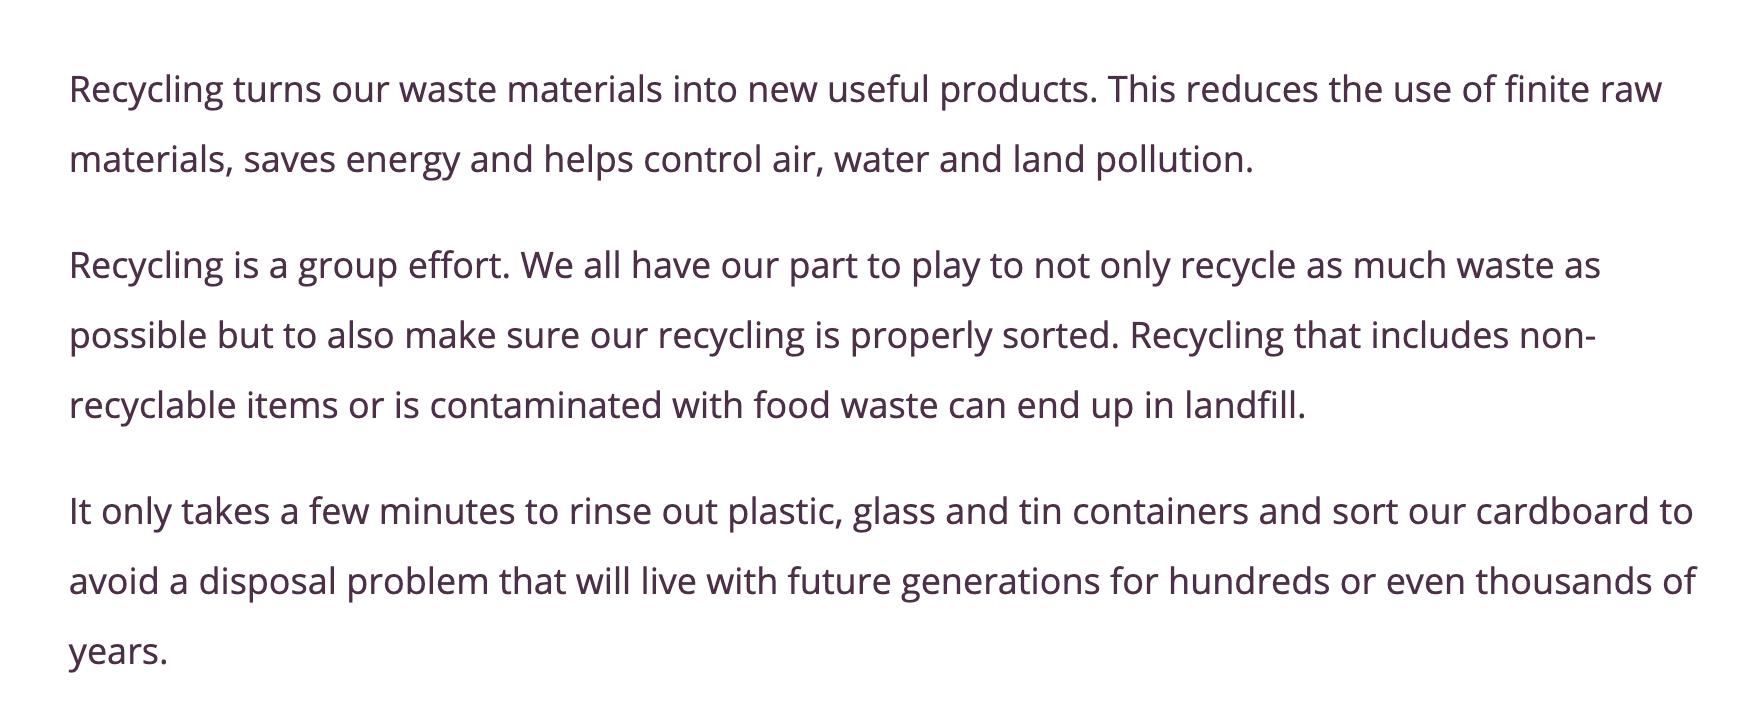 Recycling turns our waste materials into new useful products. This reduces the use of finite raw
materials, saves energy and helps control air, water and land pollution.
Recycling is a group effort. We all have our part to play to not only recycle as much waste as
possible but to also make sure our recycling is properly sorted. Recycling that includes non-
recyclable items or is contaminated with food waste can end up in landfill.
It only takes a few minutes to rinse out plastic, glass and tin containers and sort our cardboard to
avoid a disposal problem that will live with future generations for hundreds or even thousands of
years.